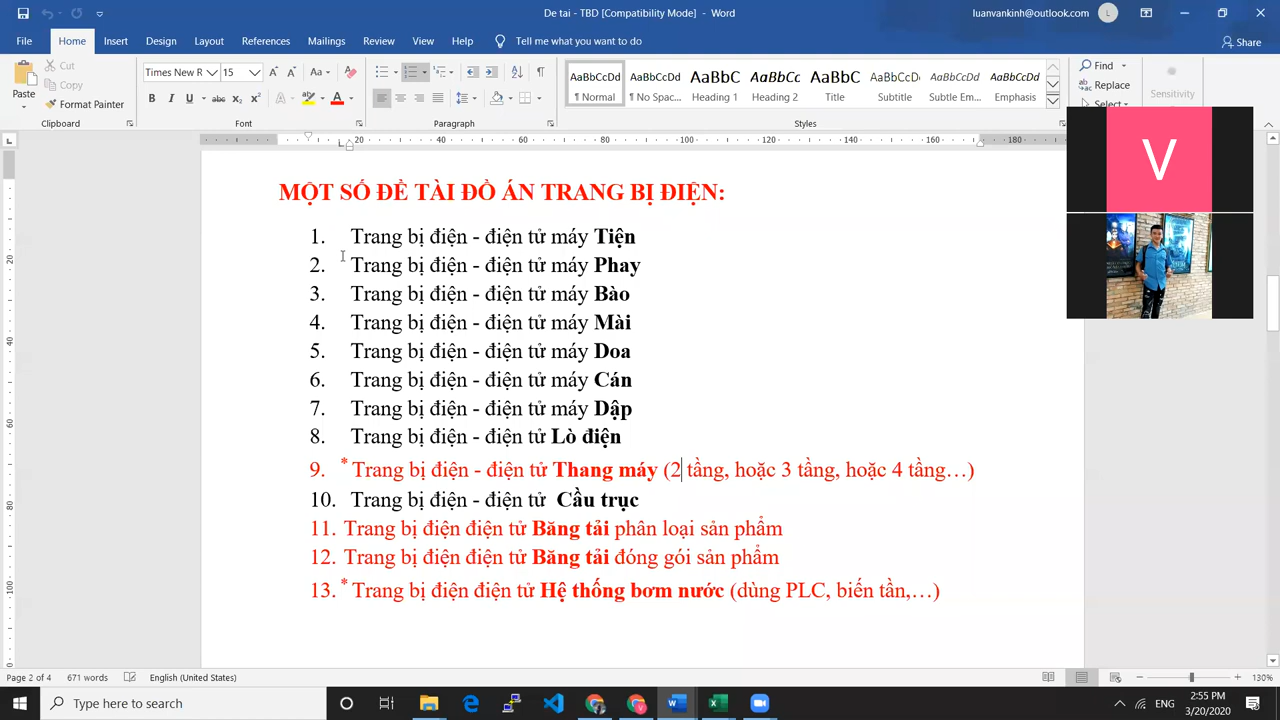 De tai - TBD [Compatibility Mode] - Word
luanvankinh@outlook.com
L
File Home Insert Design Layout References Mailings Review View Help Tell me what you want to do
Share
Paste
Cut
Copy
Format Painter
Clipboard
Times New R 15
Font
Paragraph
AaBbCcDd AaBbCcDd AaBbC AaBbCc AaBbC AaBbCcD AaBbCcDd AaBbCcDd
¶ Normal ¶ No Spac... Heading 1 Heading 2 Title Subtitle Subtle Em... Emphasis
Styles
Find
Replace
Select
Sensitivity
20 40 60 80 100 120 140 160 180
V
MỘT SỐ ĐỀ TÀI ĐỒ ÁN TRANG BỊ ĐIỆN:
1. Trang bị điện - điện tử máy Tiện
2. Trang bị điện - điện tử máy Phay
3. Trang bị điện - điện tử máy Bào
4. Trang bị điện - điện tử máy Mài
5. Trang bị điện - điện tử máy Doa
6. Trang bị điện - điện tử máy Cán
7. Trang bị điện - điện tử máy Dập
8. Trang bị điện - điện tử Lò điện
9. * Trang bị điện - điện tử Thang máy (2 tầng, hoặc 3 tầng, hoặc 4 tầng…)
10. Trang bị điện - điện tử Cầu trục
11. Trang bị điện điện tử Băng tải phân loại sản phẩm
12. Trang bị điện điện tử Băng tải đóng gói sản phẩm
13. * Trang bị điện điện tử Hệ thống bơm nước (dùng PLC, biến tần,…)
Page 2 of 4 671 words English (United States)
130%
Type here to search
ENG
2:55 PM
3/20/2020